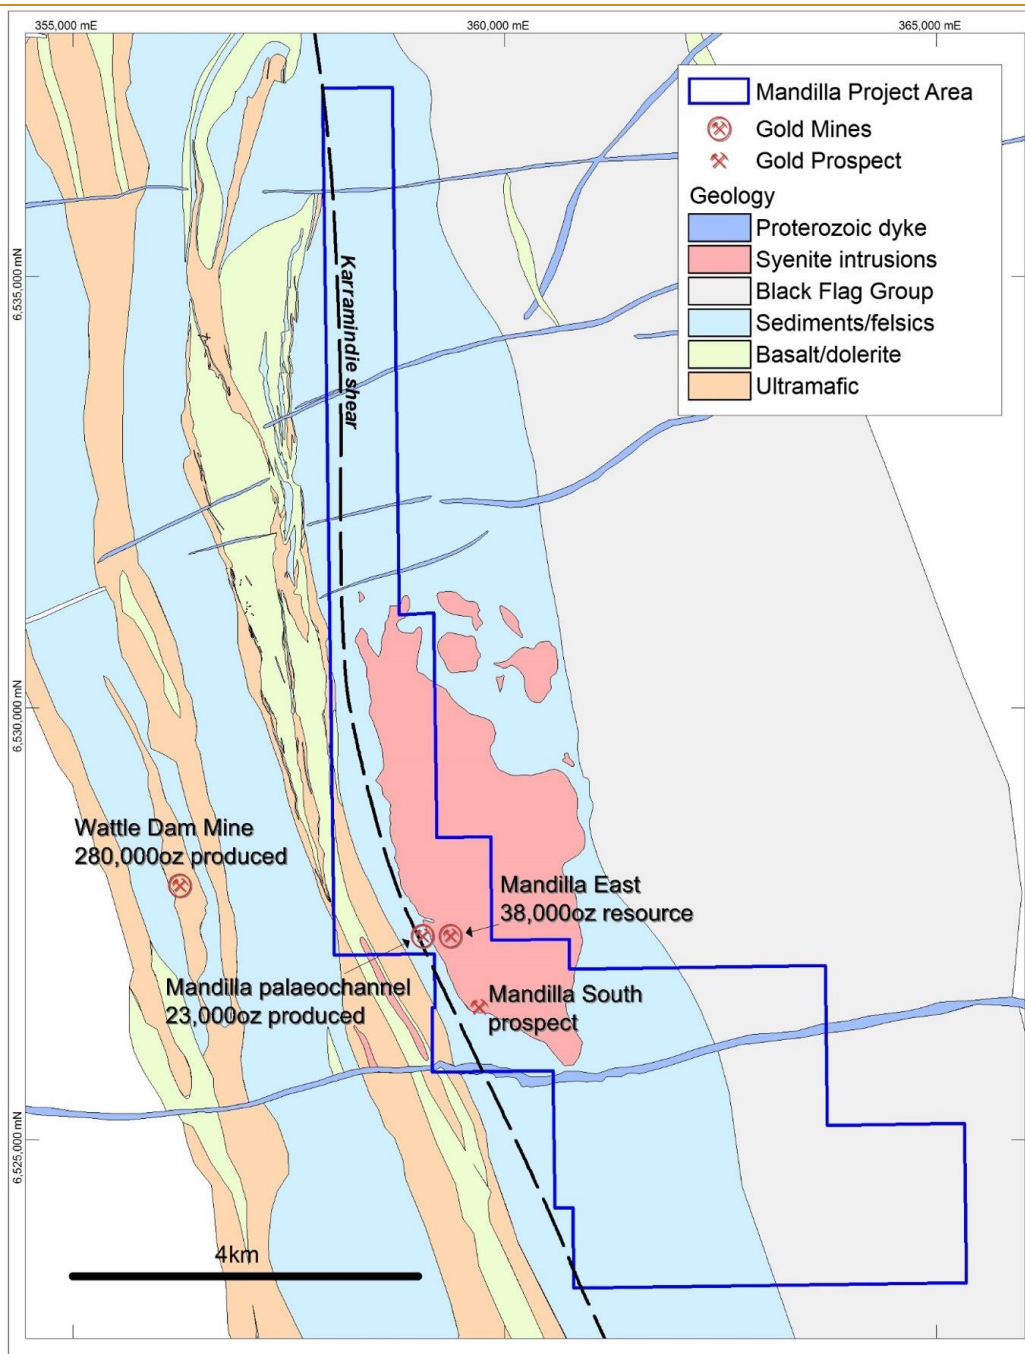 355,000 mE
360,000 mE
365,000 mE
Mandilla Project Area
Gold Mines
Gold Prospect
Geology
Proterozoic dyke
Syenite intrusions
Black Flag Group
Sediments/felsics
Basalt/dolerite
Ultramafic
6,535,000 mN
Karramindie shear
6,530,000 mN
Wattle Dam Mine
280,000oz produced
Mandilla East
38,000oz resource
Mandilla palaeochannel
23,000oz produced
Mandilla South
prospect
6,525,000 mN
4km